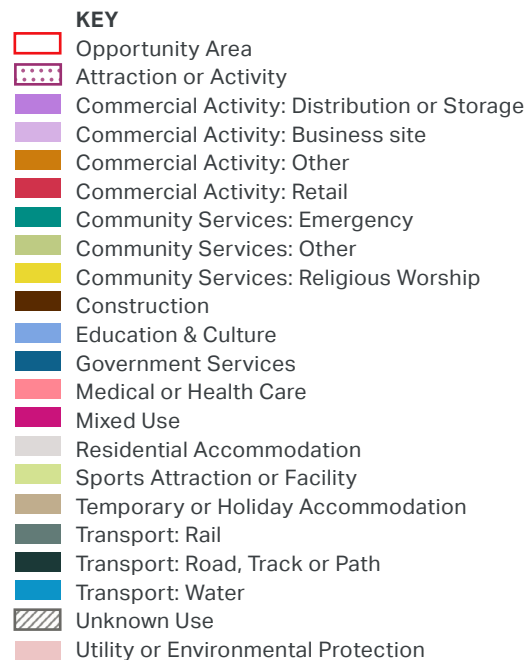 KEY
Opportunity Area
Attraction or Activity
Commercial Activity: Distribution or Storage
Commercial Activity: Business site
Commercial Activity: Other
Commercial Activity: Retail
Community Services: Emergency
Community Services: Other
Community Services: Religious Worship
Construction
Education & Culture
Government Services
Medical or Health Care
Mixed Use
Residential Accommodation
Sports Attraction or Facility
Temporary or Holiday Accommodation
Transport: Rail
Transport: Road, Track or Path
Transport: Water
Unknown Use
Utility or Environmental Protection